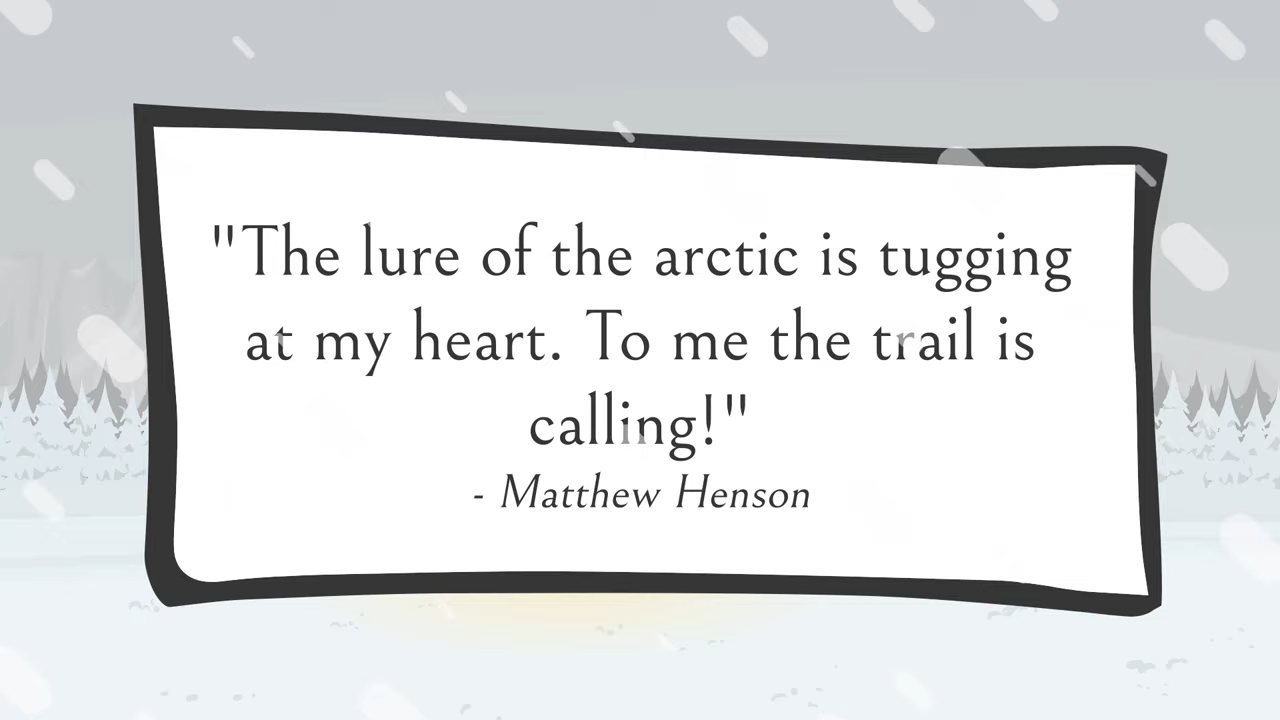 "The lure of the arctic is tugging
at my heart. To me the trail is
calling!"
- Matthew Henson